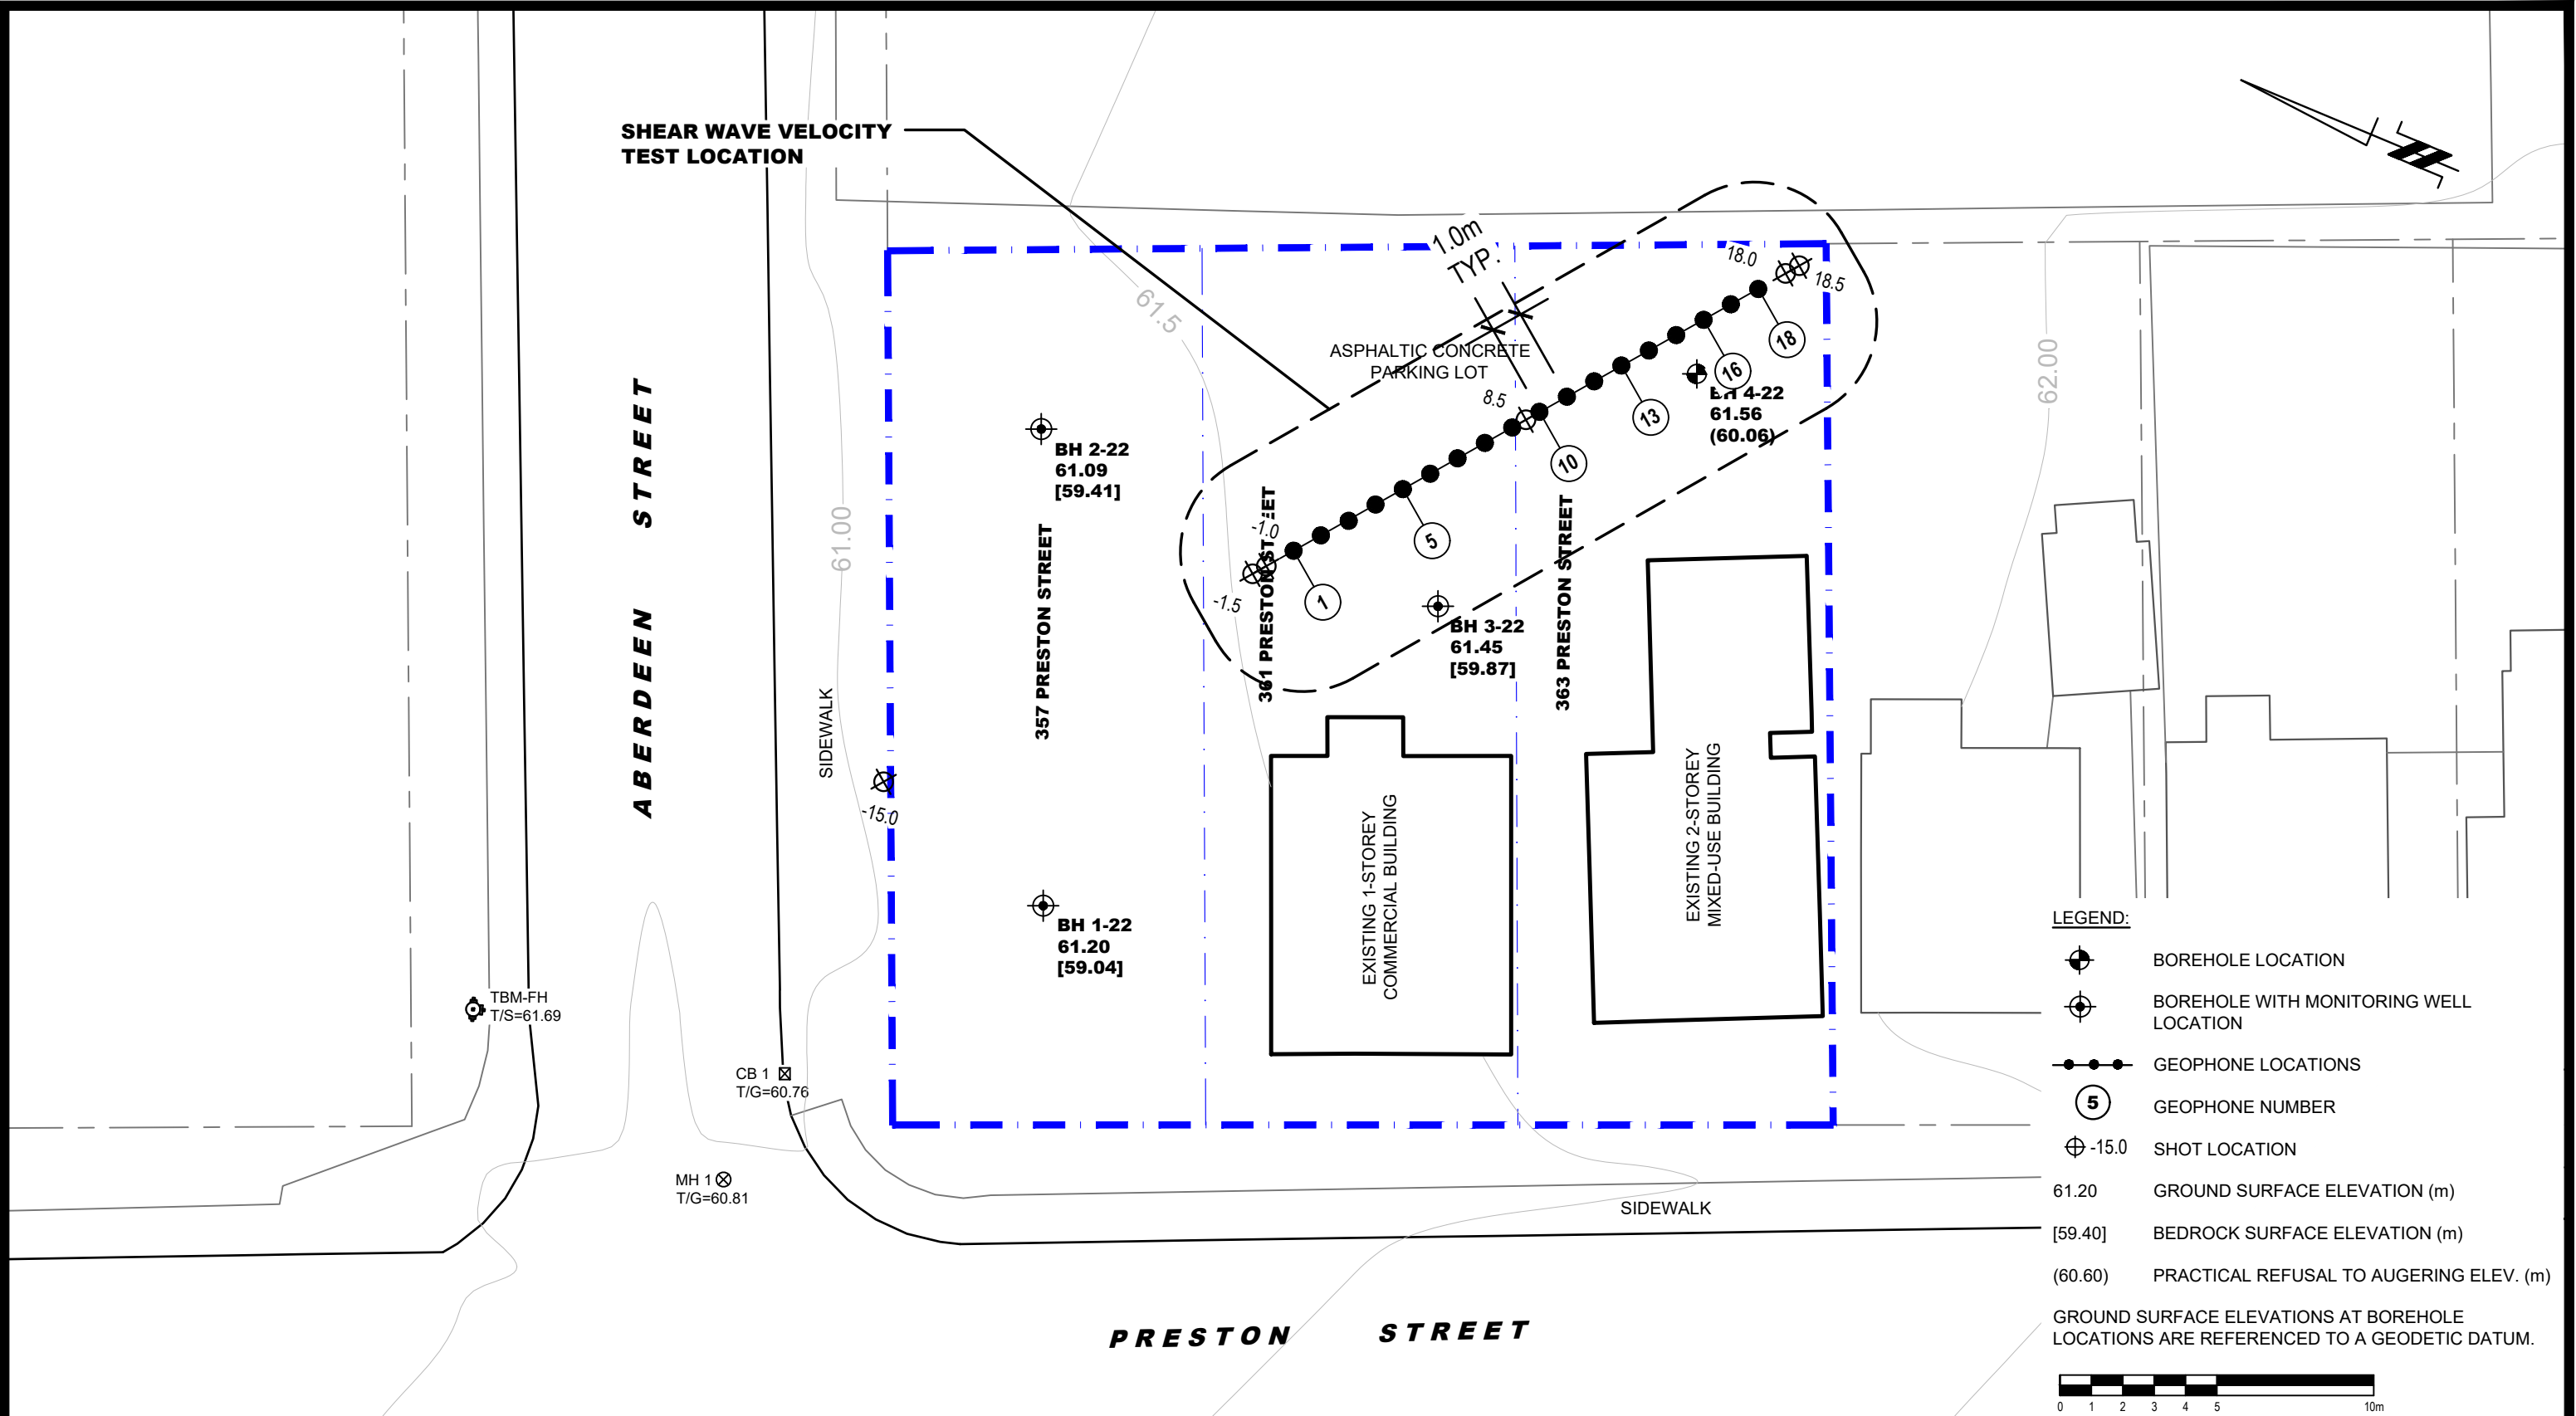 SHEAR WAVE VELOCITY
TEST LOCATION
1.0m
TYP.
18.0
18.5
61.5
ASPHALTIC CONCRETE
PARKING LOT
8.5
18
16
13
10
5
1
BH 4-22
61.56
(60.06)
62.00
BH 2-22
61.09
[59.41]
61.00
-1.0
-1.5
BH 3-22
61.45
[59.87]
357 PRESTON STREET
361 PRESTON STREET
363 PRESTON STREET
ABERDEEN STREET
SIDEWALK
-15.0
BH 1-22
61.20
[59.04]
EXISTING 1-STOREY
COMMERCIAL BUILDING
EXISTING 2-STOREY
MIXED-USE BUILDING
TBM-FH
T/S=61.69
CB 1
T/G=60.76
MH 1
T/G=60.81
SIDEWALK
PRESTON STREET
LEGEND:
BOREHOLE LOCATION
BOREHOLE WITH MONITORING WELL
LOCATION
GEOPHONE LOCATIONS
5 GEOPHONE NUMBER
-15.0 SHOT LOCATION
61.20 GROUND SURFACE ELEVATION (m)
[59.40] BEDROCK SURFACE ELEVATION (m)
(60.60) PRACTICAL REFUSAL TO AUGERING ELEV. (m)
GROUND SURFACE ELEVATIONS AT BOREHOLE
LOCATIONS ARE REFERENCED TO A GEODETIC DATUM.
0 1 2 3 4 5 10m